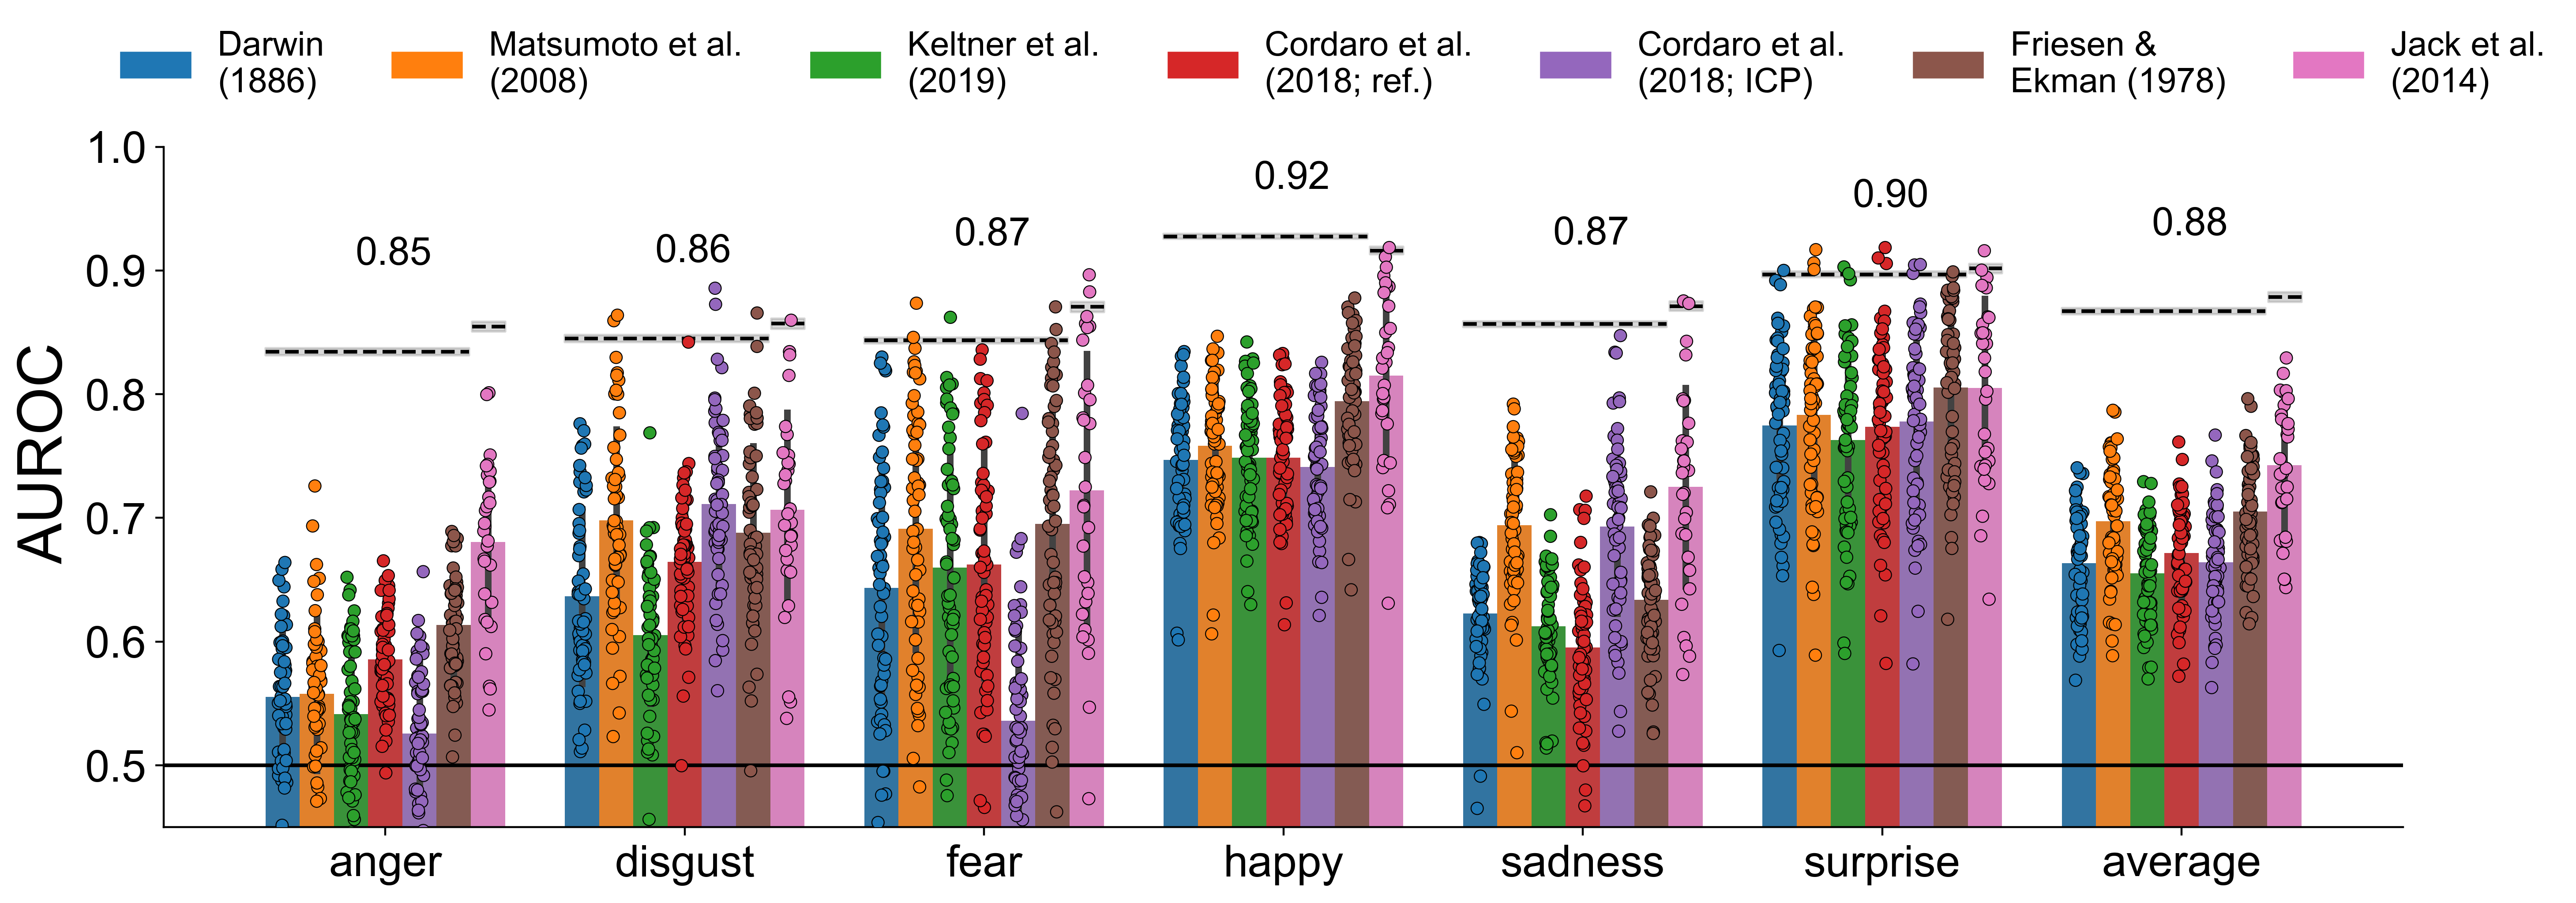 Darwin
(1886)
Matsumoto et al.
(2008)
Keltner et al.
(2019)
Cordaro et al.
(2018; ref.)
Cordaro et al.
(2018; ICP)
Friesen &
Ekman (1978)
Jack et al.
(2014)
AUROC
1.0
0.9
0.8
0.7
0.6
0.5
0.85
0.86
0.87
0.92
0.87
0.90
0.88
anger
disgust
fear
happy
sadness
surprise
average